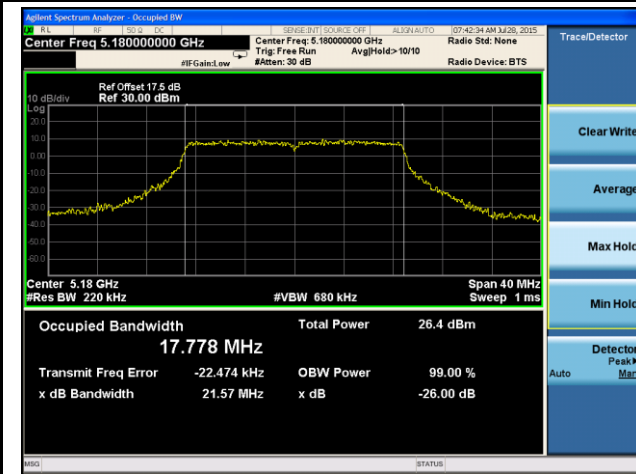 Agilent Spectrum Analyzer - Occupied BW
RL RF 50 Ω DC SENSE:INT SOURCE OFF ALIGN AUTO 07:42:34 AM Jul 28, 2015
Center Freq 5.180000000 GHz Center Freq: 5.180000000 GHz Radio Std: None
Trig: Free Run Avg|Hold:>10/10
#IFGain:Low #Atten: 30 dB Radio Device: BTS
Trace/Detector
Ref Offset 17.5 dB
10 dB/div Ref 30.00 dBm
Log
20.0
10.0
0.00
-10.0
-20.0
-30.0
-40.0
-50.0
-60.0
Center 5.18 GHz Span 40 MHz
#Res BW 220 kHz #VBW 680 kHz Sweep 1 ms
Occupied Bandwidth Total Power 26.4 dBm
17.778 MHz
Transmit Freq Error -22.474 kHz OBW Power 99.00 %
x dB Bandwidth 21.57 MHz x dB -26.00 dB
Clear Write
Average
Max Hold
Min Hold
Detector
Peak
Auto Man
MSG STATUS